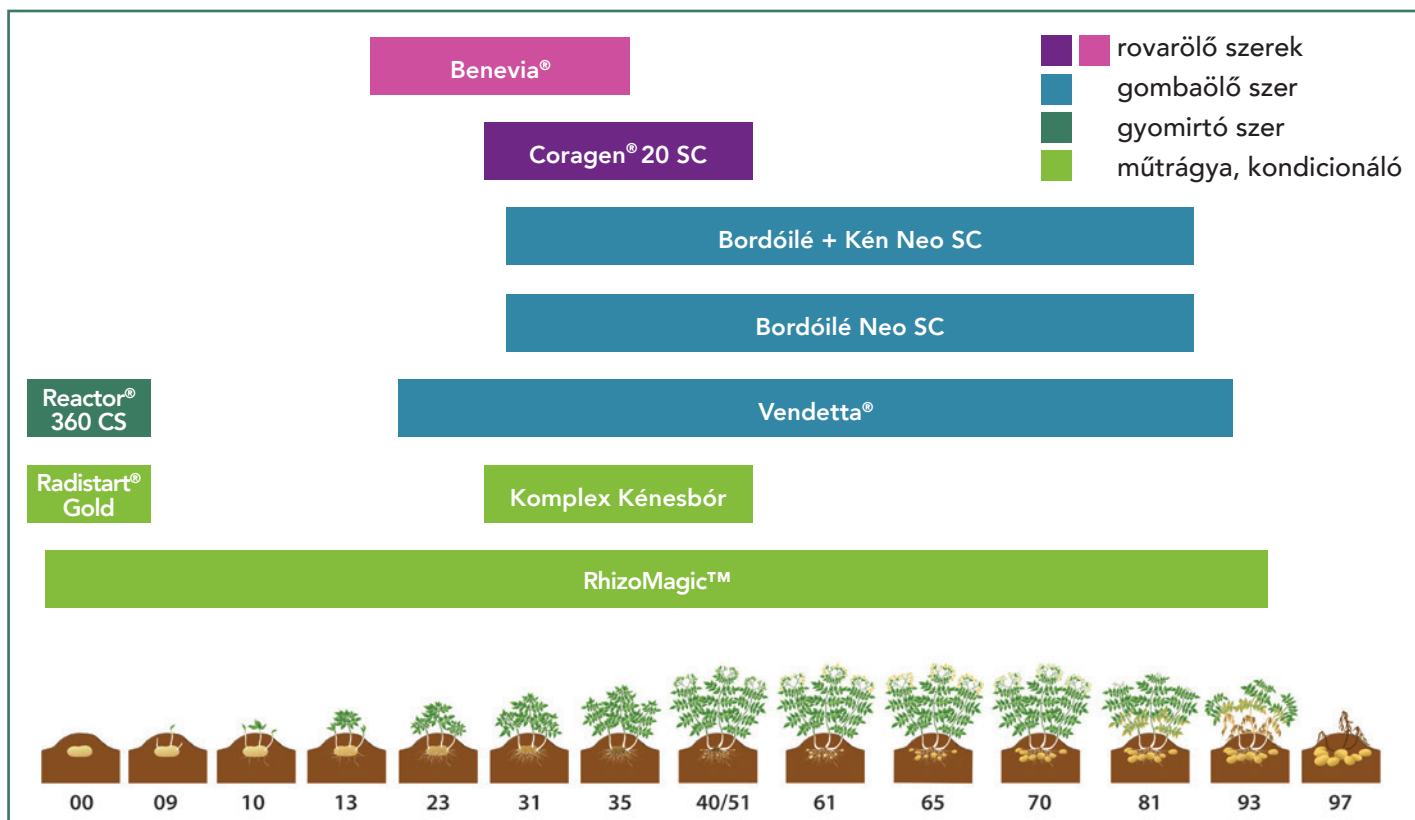 Benevia®
Coragen® 20 SC
Bordóilé + Kén Neo SC
Bordóilé Neo SC
Reactor®
360 CS
Vendetta®
Radistart®
Gold
Komplex Kénesbór
RhizoMagic™
rovarölő szerek
gombaölő szer
gyomirtó szer
műtrágya, kondicionáló
00 09 10 13 23 31 35 40/51 61 65 70 81 93 97